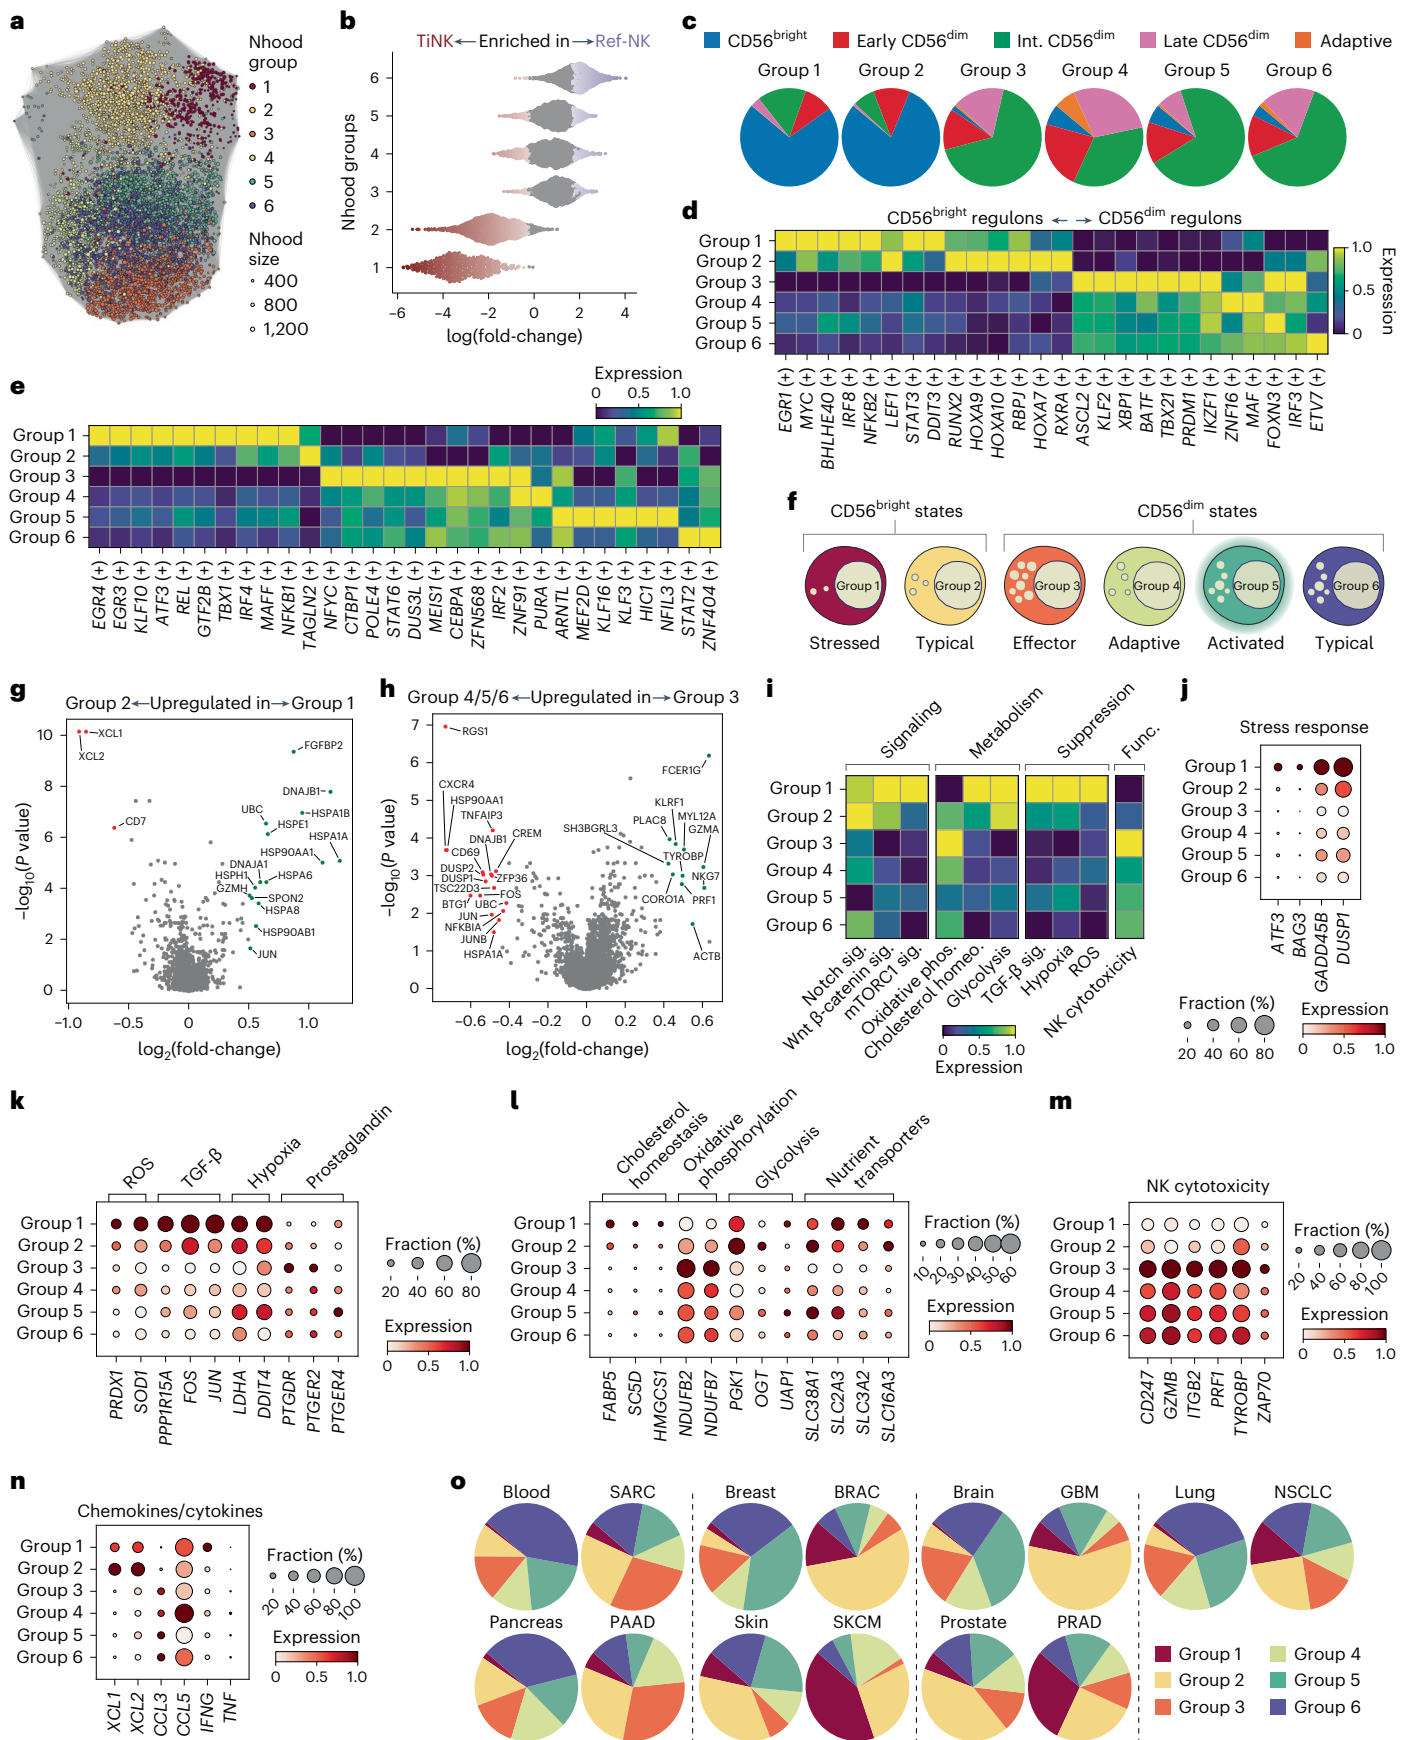 a
Nhood
group
1
2
3
4
5
6
Nhood
size
400
800
1,200
b
TiNK←Enriched in→Ref-NK
Nhood groups
6
5
4
3
2
1
−6 −4 −2 0 2 4
log(fold-change)
c
CD56bright Early CD56dim Int. CD56dim Late CD56dim Adaptive
Group 1 Group 2 Group 3 Group 4 Group 5 Group 6
d
CD56bright regulons ← → CD56dim regulons
Group 1
Group 2
Group 3
Group 4
Group 5
Group 6
1.0
0.5
0
Expression
EGR1 (+)
MYC (+)
BHLHE40 (+)
IRF8 (+)
NFKB2 (+)
LEF1 (+)
STAT3 (+)
DDIT3 (+)
RUNX2 (+)
HOXA9 (+)
HOXA10 (+)
RBPJ (+)
HOXA7 (+)
RXRA (+)
ASCL2 (+)
KLF2 (+)
XBP1 (+)
BATF (+)
TBX21 (+)
PRDM1 (+)
IKZF1 (+)
ZNF16 (+)
MAF (+)
FOXN3 (+)
IRF3 (+)
ETV7 (+)
e
Expression
0 0.5 1.0
Group 1
Group 2
Group 3
Group 4
Group 5
Group 6
EGR4 (+)
EGR3 (+)
KLF10 (+)
ATF3 (+)
REL (+)
GTF2B (+)
TBX1 (+)
IRF4 (+)
MAFF (+)
NFKB1 (+)
TAGLN2 (+)
NFYC (+)
CTBP1 (+)
POLE4 (+)
STAT6 (+)
DUS3L (+)
MEIS1 (+)
CEBPA (+)
ZFN568 (+)
IRF2 (+)
ZNF91 (+)
PURA (+)
ARNTL (+)
MEF2D (+)
KLF16 (+)
KLF3 (+)
HIC1 (+)
NFIL3 (+)
STAT2 (+)
ZNF404 (+)
f
CD56bright states CD56dim states
Group 1 Group 2 Group 3 Group 4 Group 5 Group 6
Stressed Typical Effector Adaptive Activated Typical
g
Group 2←Upregulated in→Group 1
−log10(P value)
10
8
6
4
2
0
XCL1
XCL2
CD7
FGFBP2
DNAJB1
HSPA1B
UBC
HSPE1
HSPA1A
HSP90AA1
DNAJA1
HSPH1
HSPA6
GZMH
SPON2
HSPA8
HSP90AB1
JUN
−1.0 −0.5 0 0.5 1.0
log2(fold-change)
h
Group 4/5/6←Upregulated in→Group 3
−log10(P value)
7
6
5
4
3
2
1
0
RGS1
FCER1G
CXCR4
HSP90AA1
TNFAIP3
DNAJB1
CREM
CD69
DUSP2
DUSP1
ZFP36
TSC22D3
FOS
BTG1
UBC
JUN
NFKBIA
JUNB
HSPA1A
KLRF1
PLAC8
MYL12A
SH3BGRL3
GZMA
TYROBP
NKG7
CORO1A
PRF1
ACTB
−0.6 −0.4 −0.2 0 0.2 0.4 0.6
log2(fold-change)
i
Signaling
Metabolism
Suppression
Func.
Group 1
Group 2
Group 3
Group 4
Group 5
Group 6
Notch sig.
Wnt β-catenin sig.
mTORC1 sig.
Oxidative phos.
Cholesterol homeo.
Glycolysis
TGF-β sig.
Hypoxia
ROS
NK cytotoxicity
0 0.5 1.0
Expression
j
Stress response
Group 1
Group 2
Group 3
Group 4
Group 5
Group 6
ATF3
BAG3
GADD45B
DUSP1
Fraction (%)
20 40 60 80
Expression
0 0.5 1.0
k
ROS
TGF-β
Hypoxia
Prostaglandin
Group 1
Group 2
Group 3
Group 4
Group 5
Group 6
PRDX1
SOD1
PPP1R15A
FOS
JUN
LDHA
DDIT4
PTGDR
PTGER2
PTGER4
Fraction (%)
20 40 60 80
Expression
0 0.5 1.0
l
Cholesterol
homeostasis
Oxidative
phosphorylation
Glycolysis
Nutrient
transporters
Group 1
Group 2
Group 3
Group 4
Group 5
Group 6
FABP5
SC5D
HMGCS1
NDUFB2
NDUFB7
PGK1
OGT
UAP1
SLC38A1
SLC2A3
SLC3A2
SLC16A3
Fraction (%)
10 20 30 40 50 60
Expression
0 0.5 1.0
m
NK cytotoxicity
Group 1
Group 2
Group 3
Group 4
Group 5
Group 6
CD247
GZMB
ITGB2
PRF1
TYROBP
ZAP70
Fraction (%)
20 40 60 80 100
Expression
0 0.5 1.0
n
Chemokines/cytokines
Group 1
Group 2
Group 3
Group 4
Group 5
Group 6
XCL1
XCL2
CCL3
CCL5
IFNG
TNF
Fraction (%)
20 40 60 80 100
Expression
0 0.5 1.0
o
Blood SARC Breast BRAC Brain GBM Lung NSCLC
Pancreas PAAD Skin SKCM Prostate PRAD
Group 1
Group 2
Group 3
Group 4
Group 5
Group 6